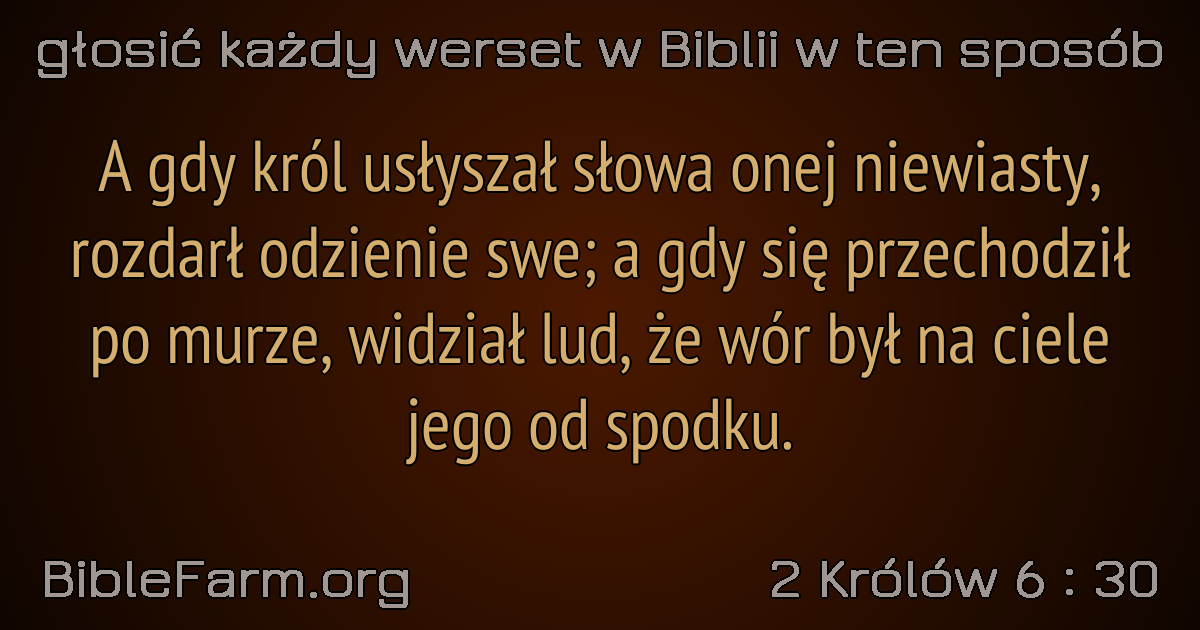 głosić każdy werset w Biblii w ten sposób
A gdy król usłyszał słowa onej niewiasty,
rozdarł odzienie swe; a gdy się przechodził
po murze, widział lud, że wór był na ciele
jego od spodku.
BibleFarm.org
2 Królów 6 : 30